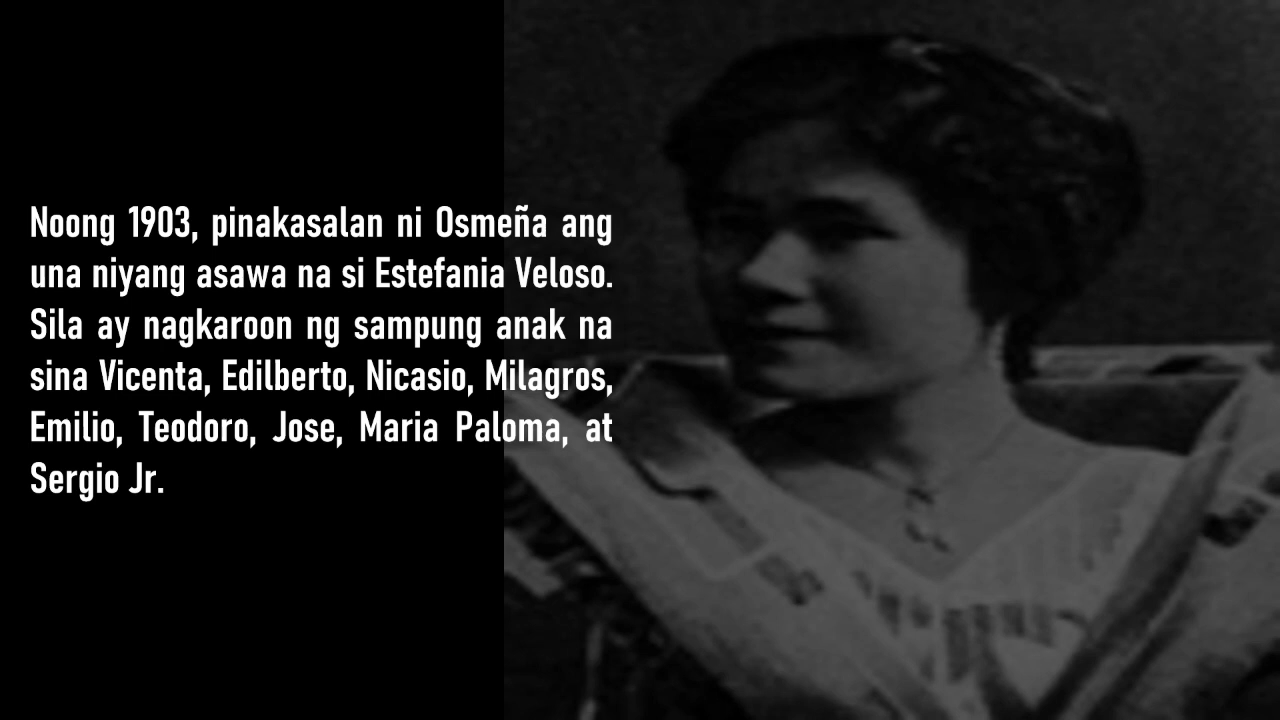 Noong 1903, pinakasalan ni Osmeña ang
una niyang asawa na si Estefania Veloso.
Sila ay nagkaroon ng sampung anak na
sina Vicenta, Edilberto, Nicasio, Milagros,
Emilio, Teodoro, Jose, Maria Paloma, at
Sergio Jr.